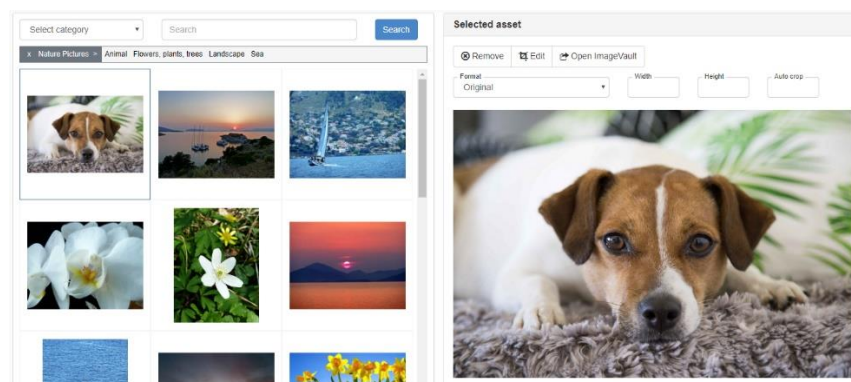 Select category
Search
Search
x Nature Pictures > Animal Flowers, plants, trees Landscape Sea
Selected asset
Remove
Edit
Open ImageVault
Format
Original
Width
Height
Auto crop